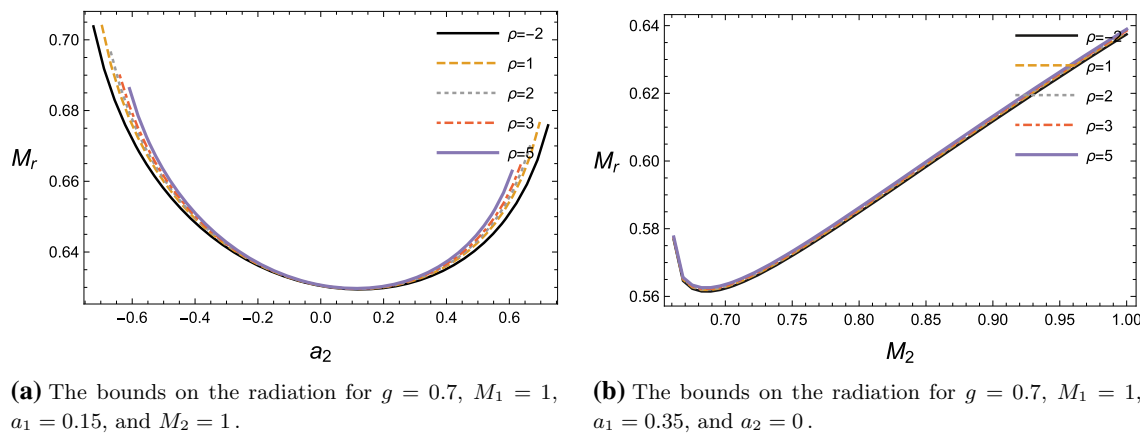 0.70
0.68
M_r
0.66
0.64
−0.6 −0.4 −0.2 0.0 0.2 0.4 0.6
a_2
ρ=-2
ρ=1
ρ=2
ρ=3
ρ=5
(a) The bounds on the radiation for g = 0.7, M_1 = 1,
a_1 = 0.15, and M_2 = 1.
0.64
0.62
M_r
0.60
0.58
0.56
0.70 0.75 0.80 0.85 0.90 0.95 1.00
M_2
ρ=-2
ρ=1
ρ=2
ρ=3
ρ=5
(b) The bounds on the radiation for g = 0.7, M_1 = 1,
a_1 = 0.35, and a_2 = 0.